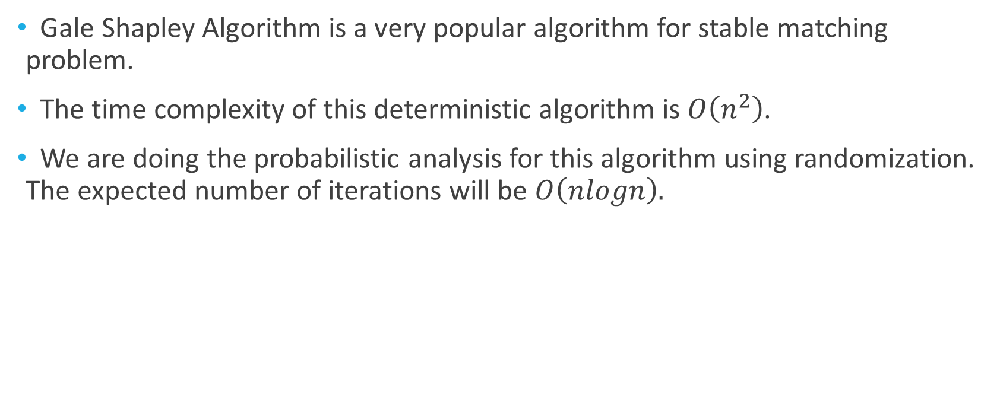 • Gale Shapley Algorithm is a very popular algorithm for stable matching
problem.
• The time complexity of this deterministic algorithm is O(n²).
• We are doing the probabilistic analysis for this algorithm using randomization.
The expected number of iterations will be O(nlogn).